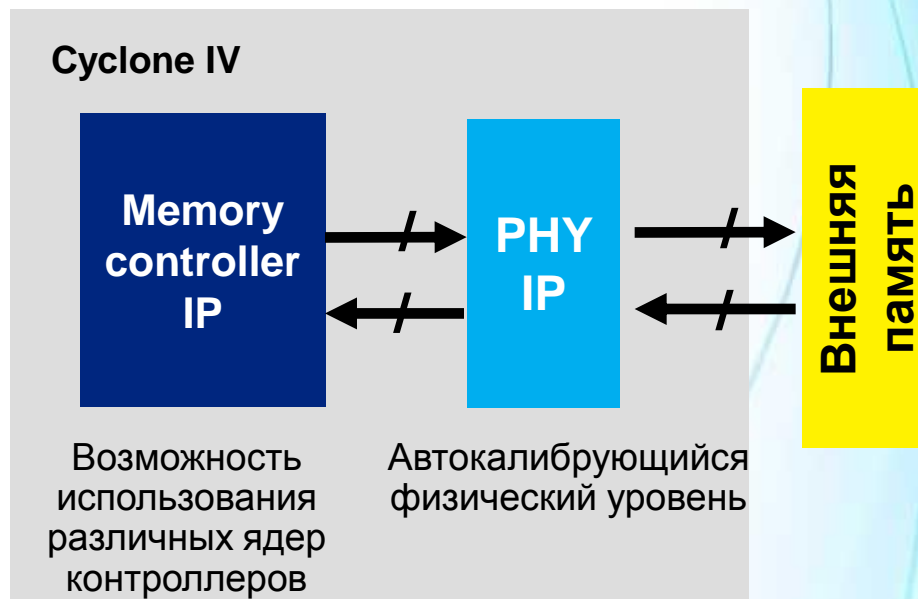 Cyclone IV
Memory
controller
IP
PHY
IP
Внешняя
память
Возможность
использования
различных ядер
контроллеров
Автокалибрующийся
физический уровень